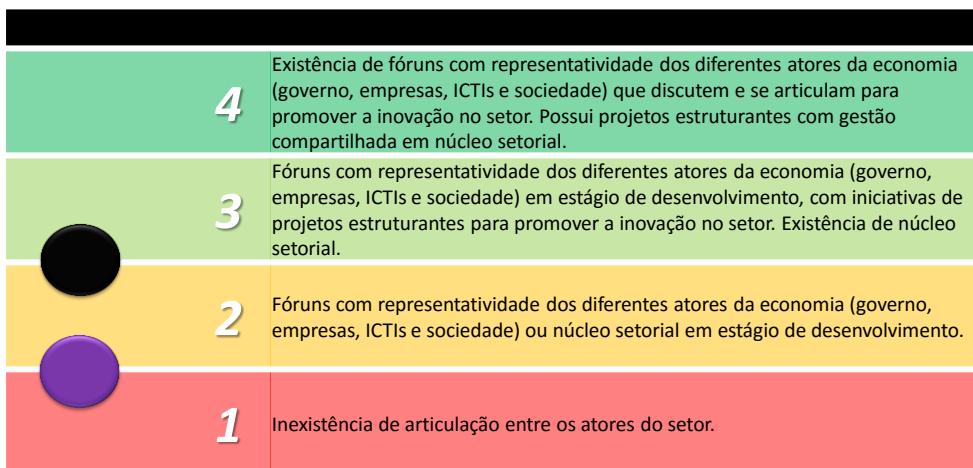 4
Existência de fóruns com representatividade dos diferentes atores da economia
(governo, empresas, ICTIs e sociedade) que discutem e se articulam para
promover a inovação no setor. Possui projetos estruturantes com gestão
compartilhada em núcleo setorial.
3
Fóruns com representatividade dos diferentes atores da economia (governo,
empresas, ICTIs e sociedade) em estágio de desenvolvimento, com iniciativas de
projetos estruturantes para promover a inovação no setor. Existência de núcleo
setorial.
2
Fóruns com representatividade dos diferentes atores da economia (governo,
empresas, ICTIs e sociedade) ou núcleo setorial em estágio de desenvolvimento.
1
Inexistência de articulação entre os atores do setor.